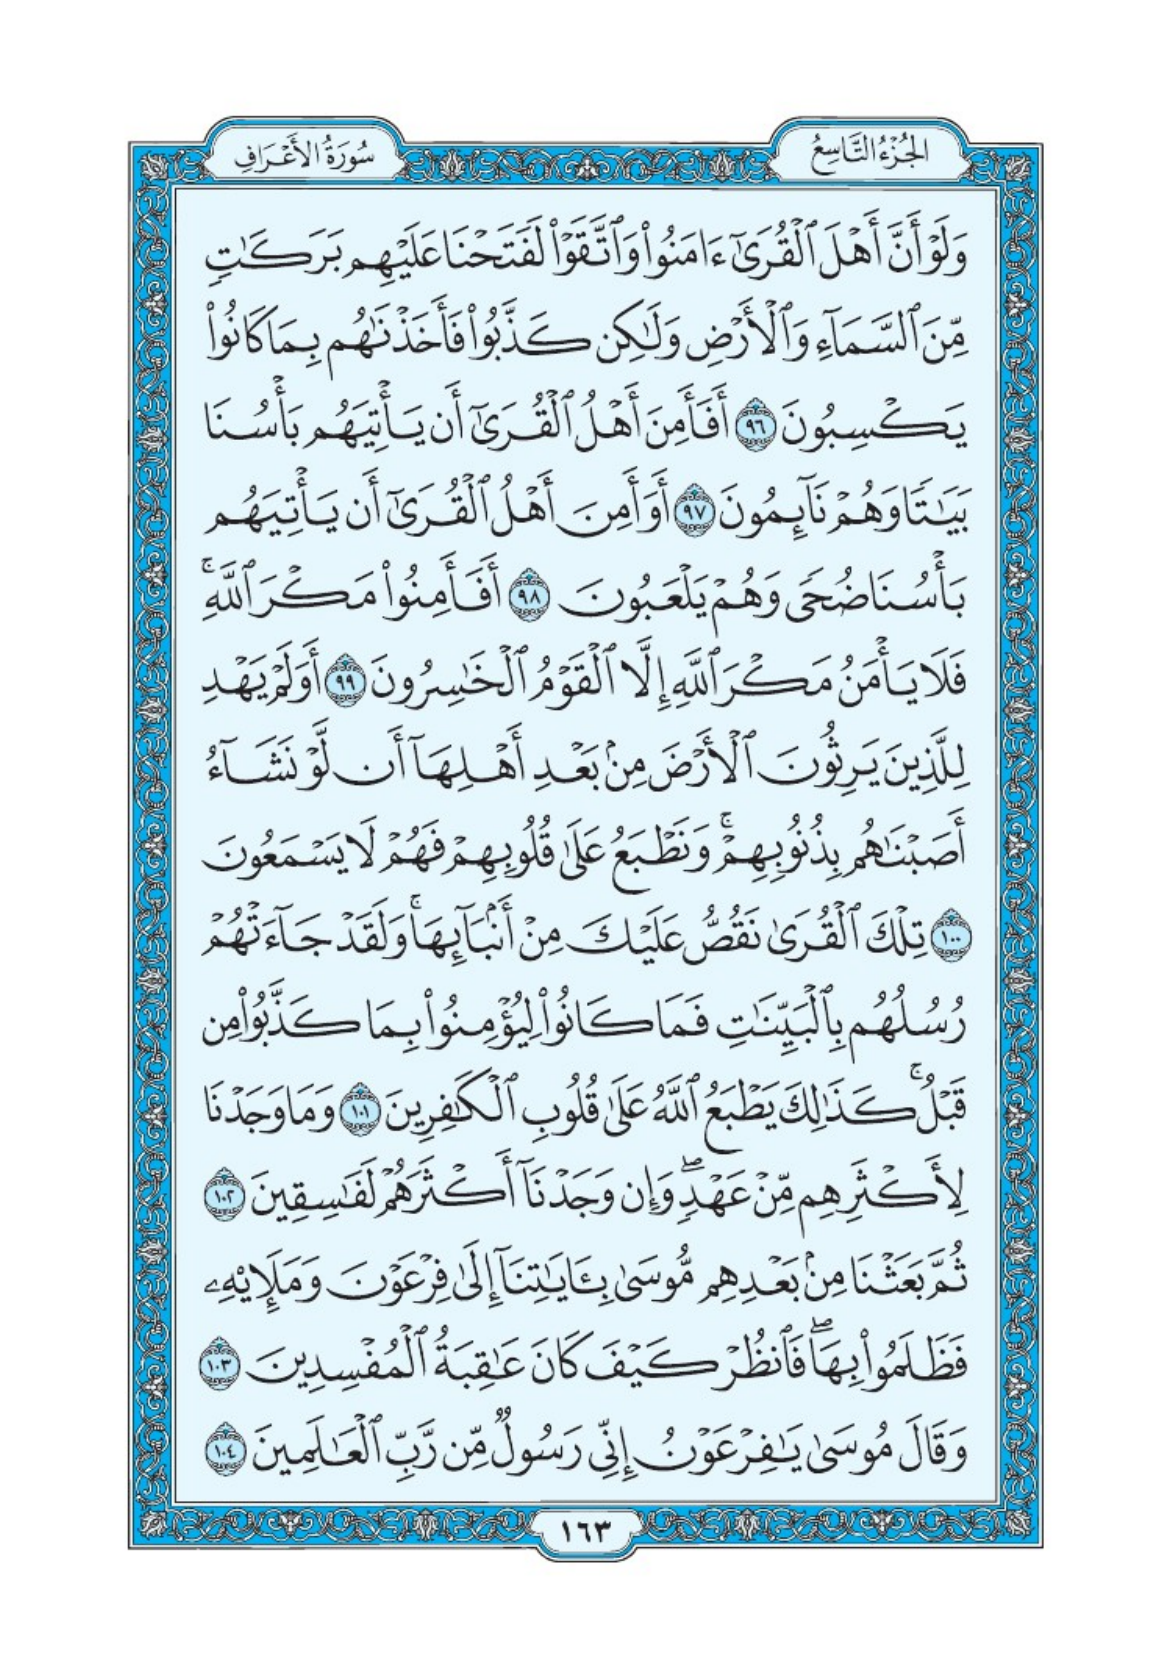 الجُزْءُ التَّاسِعُ
سُورَةُ الأَعْرَافِ
وَلَوْ أَنَّ أَهْلَ ٱلْقُرَىٰٓ ءَامَنُوا۟ وَٱتَّقَوْا۟ لَفَتَحْنَا عَلَيْهِم بَرَكَـٰتٍ
مِّنَ ٱلسَّمَآءِ وَٱلْأَرْضِ وَلَـٰكِن كَذَّبُوا۟ فَأَخَذْنَـٰهُم بِمَا كَانُوا۟
يَكْسِبُونَ ٩٦ أَفَأَمِنَ أَهْلُ ٱلْقُرَىٰٓ أَن يَأْتِيَهُم بَأْسُنَا
بَيَـٰتًا وَهُمْ نَآئِمُونَ ٩٧ أَوَأَمِنَ أَهْلُ ٱلْقُرَىٰٓ أَن يَأْتِيَهُم
بَأْسُنَا ضُحًى وَهُمْ يَلْعَبُونَ ٩٨ أَفَأَمِنُوا۟ مَكْرَ ٱللَّهِ ۚ
فَلَا يَأْمَنُ مَكْرَ ٱللَّهِ إِلَّا ٱلْقَوْمُ ٱلْخَـٰسِرُونَ ٩٩ أَوَلَمْ يَهْدِ
لِلَّذِينَ يَرِثُونَ ٱلْأَرْضَ مِنۢ بَعْدِ أَهْلِهَآ أَن لَّوْ نَشَآءُ
أَصَبْنَـٰهُم بِذُنُوبِهِمْ ۚ وَنَطْبَعُ عَلَىٰ قُلُوبِهِمْ فَهُمْ لَا يَسْمَعُونَ
١٠٠ تِلْكَ ٱلْقُرَىٰ نَقُصُّ عَلَيْكَ مِنْ أَنۢبَآئِهَا ۚ وَلَقَدْ جَآءَتْهُمْ
رُسُلُهُم بِٱلْبَيِّنَـٰتِ فَمَا كَانُوا۟ لِيُؤْمِنُوا۟ بِمَا كَذَّبُوا۟ مِن
قَبْلُ ۚ كَذَٰلِكَ يَطْبَعُ ٱللَّهُ عَلَىٰ قُلُوبِ ٱلْكَـٰفِرِينَ ١٠١ وَمَا وَجَدْنَا
لِأَكْثَرِهِم مِّنْ عَهْدٍ ۖ وَإِن وَجَدْنَآ أَكْثَرَهُمْ لَفَـٰسِقِينَ ١٠٢
ثُمَّ بَعَثْنَا مِنۢ بَعْدِهِم مُّوسَىٰ بِـَٔايَـٰتِنَآ إِلَىٰ فِرْعَوْنَ وَمَلَإِي۟هِۦ
فَظَلَمُوا۟ بِهَا ۖ فَٱنظُرْ كَيْفَ كَانَ عَـٰقِبَةُ ٱلْمُفْسِدِينَ ١٠٣
وَقَالَ مُوسَىٰ يَـٰفِرْعَوْنُ إِنِّى رَسُولٌ مِّن رَّبِّ ٱلْعَـٰلَمِينَ ١٠٤
١٦٣